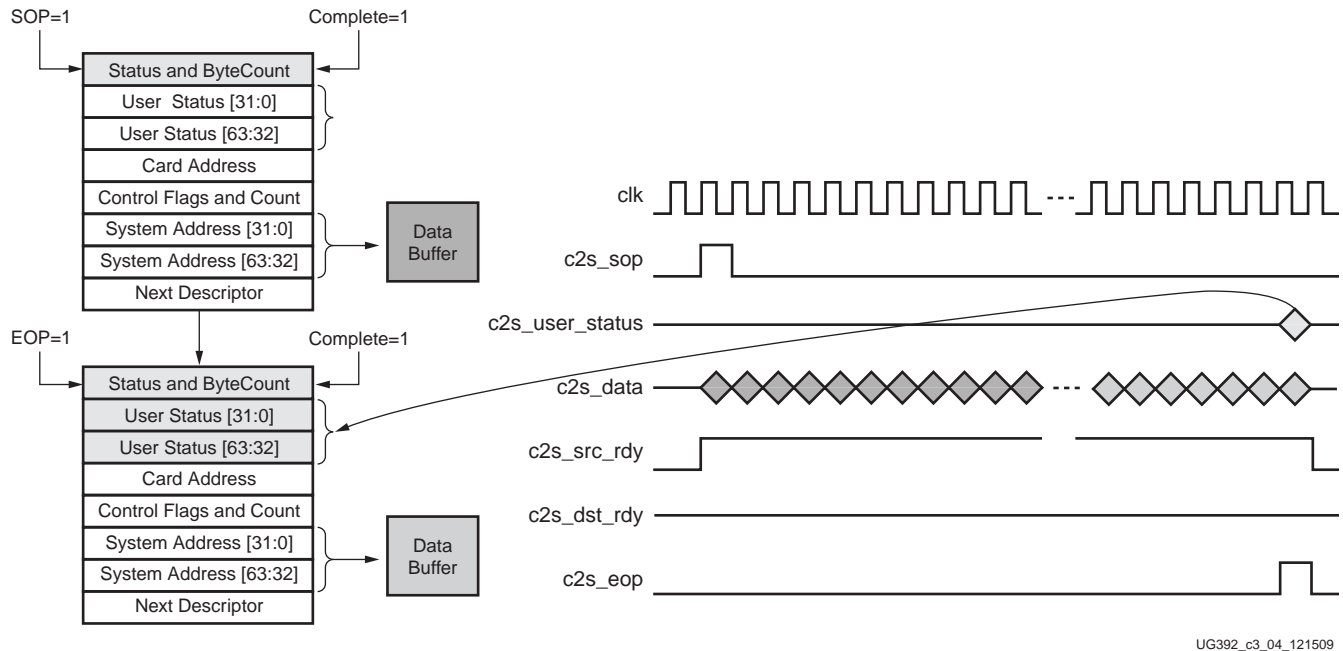 SOP=1
Complete=1
Status and ByteCount
User Status [31:0]
User Status [63:32]
Card Address
Control Flags and Count
System Address [31:0]
System Address [63:32]
Next Descriptor
Data
Buffer
EOP=1
Complete=1
Status and ByteCount
User Status [31:0]
User Status [63:32]
Card Address
Control Flags and Count
System Address [31:0]
System Address [63:32]
Next Descriptor
Data
Buffer
clk
c2s_sop
c2s_user_status
c2s_data
c2s_src_rdy
c2s_dst_rdy
c2s_eop
UG392_c3_04_121509